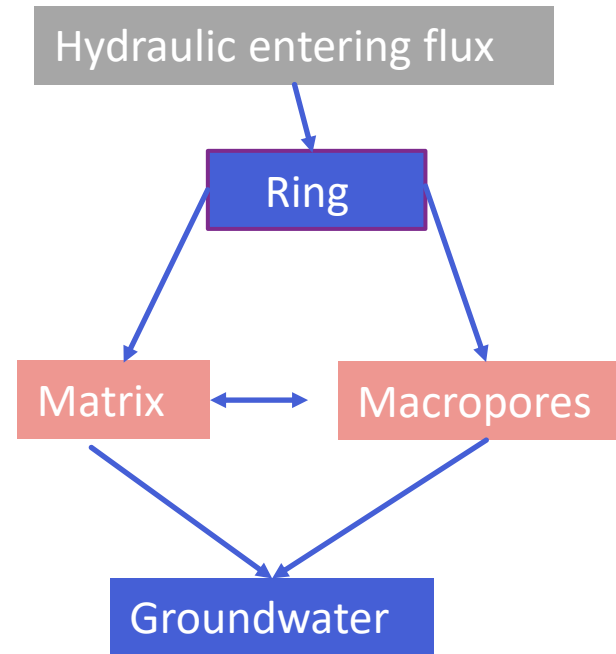 Hydraulic entering flux
Ring
Matrix
Macropores
Groundwater